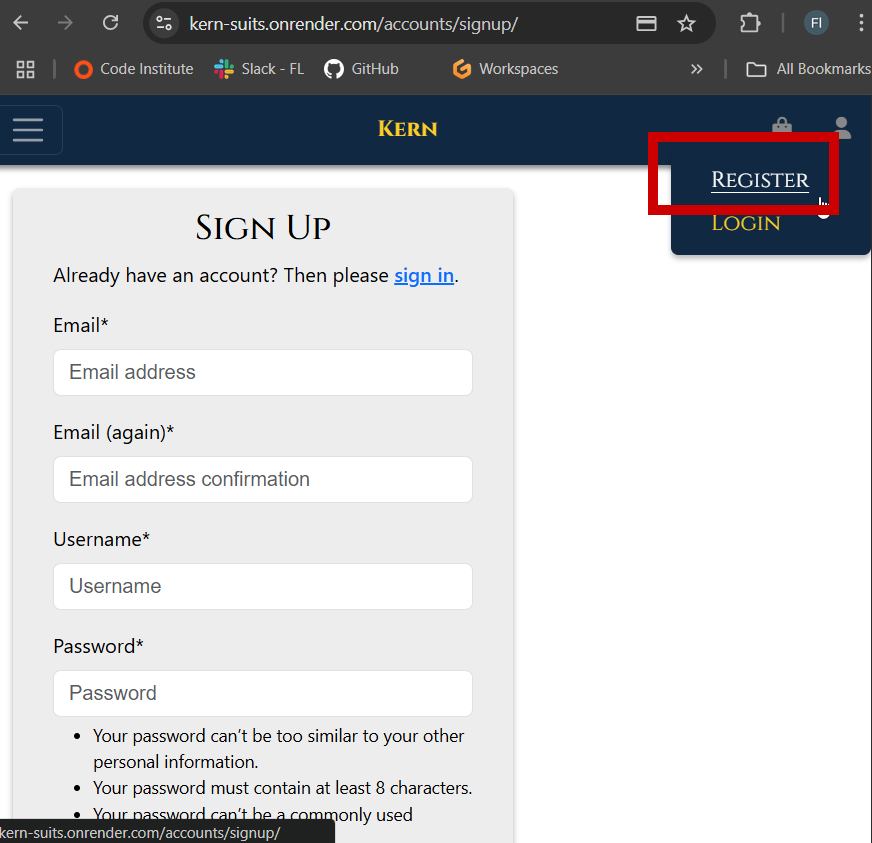 kern-suits.onrender.com/accounts/signup/
Fl
Code Institute
Slack - FL
GitHub
Workspaces
»
All Bookmarks
KERN
REGISTER
LOGIN
SIGN UP
Already have an account? Then please sign in.
Email*
Email address
Email (again)*
Email address confirmation
Username*
Username
Password*
Password
• Your password can’t be too similar to your other
personal information.
• Your password must contain at least 8 characters.
• Your password can’t be a commonly used
kern-suits.onrender.com/accounts/signup/